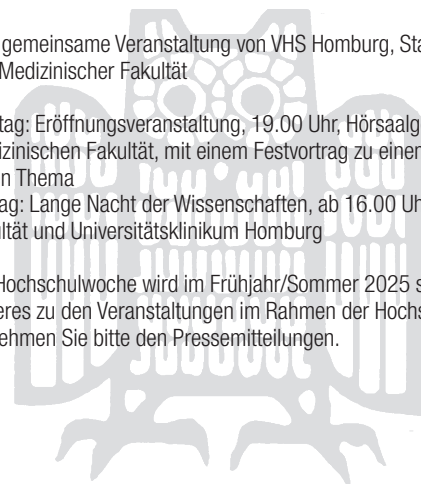 gemeinsame Veranstaltung von VHS Homburg, Sta
Medizinischer Fakultät
tag: Eröffnungsveranstaltung, 19.00 Uhr, Hörsaalg
izinischen Fakultät, mit einem Festvortrag zu einem
n Thema
ag: Lange Nacht der Wissenschaften, ab 16.00 Uh
ltät und Universitätsklinikum Homburg
Hochschulwoche wird im Frühjahr/Sommer 2025 s
eres zu den Veranstaltungen im Rahmen der Hochs
ehmen Sie bitte den Pressemitteilungen.